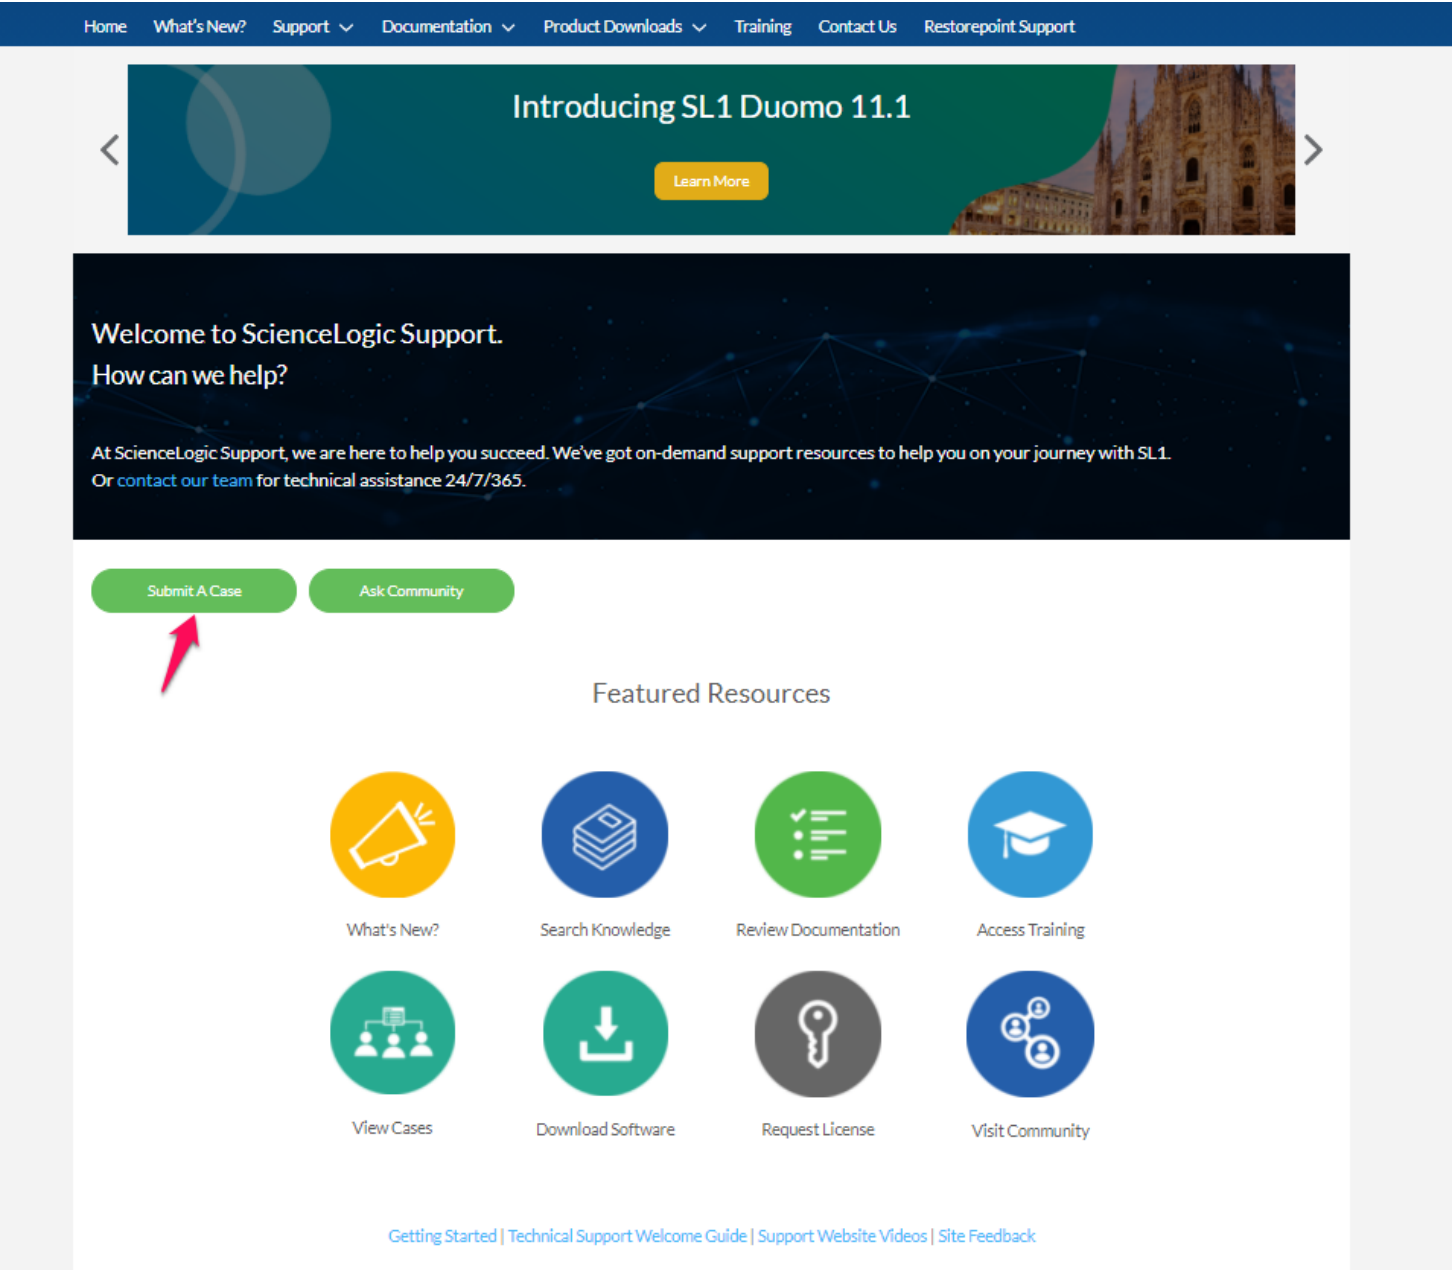 Home What's New? Support Documentation Product Downloads Training Contact Us Restorepoint Support
Introducing SL1 Duomo 11.1
Learn More
Welcome to ScienceLogic Support.
How can we help?
At ScienceLogic Support, we are here to help you succeed. We've got on-demand support resources to help you on your journey with SL1.
Or contact our team for technical assistance 24/7/365.
Submit A Case Ask Community
Featured Resources
What's New? Search Knowledge Review Documentation Access Training
View Cases Download Software Request License Visit Community
Getting Started | Technical Support Welcome Guide | Support Website Videos | Site Feedback